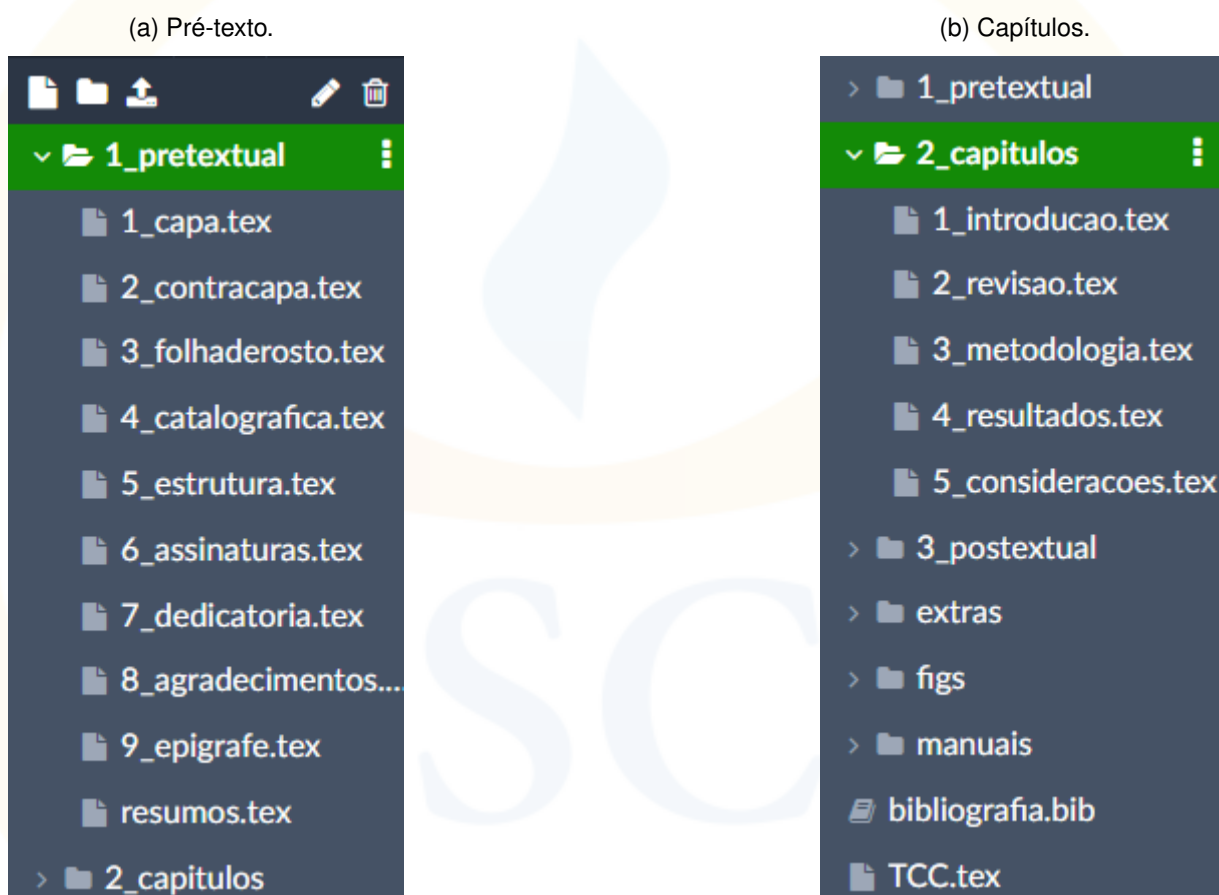 (a) Pré-texto.
1_pretextual
1_capa.tex
2_contracapa.tex
3_folhaderosto.tex
4_catalografica.tex
5_estrutura.tex
6_assinaturas.tex
7_dedicatoria.tex
8_agradecimentos....
9_epigrafe.tex
resumos.tex
2_capitulos
(b) Capítulos.
1_pretextual
2_capitulos
1_introducao.tex
2_revisao.tex
3_metodologia.tex
4_resultados.tex
5_consideracoes.tex
3_postextual
extras
figs
manuais
bibliografia.bib
TCC.tex
SC